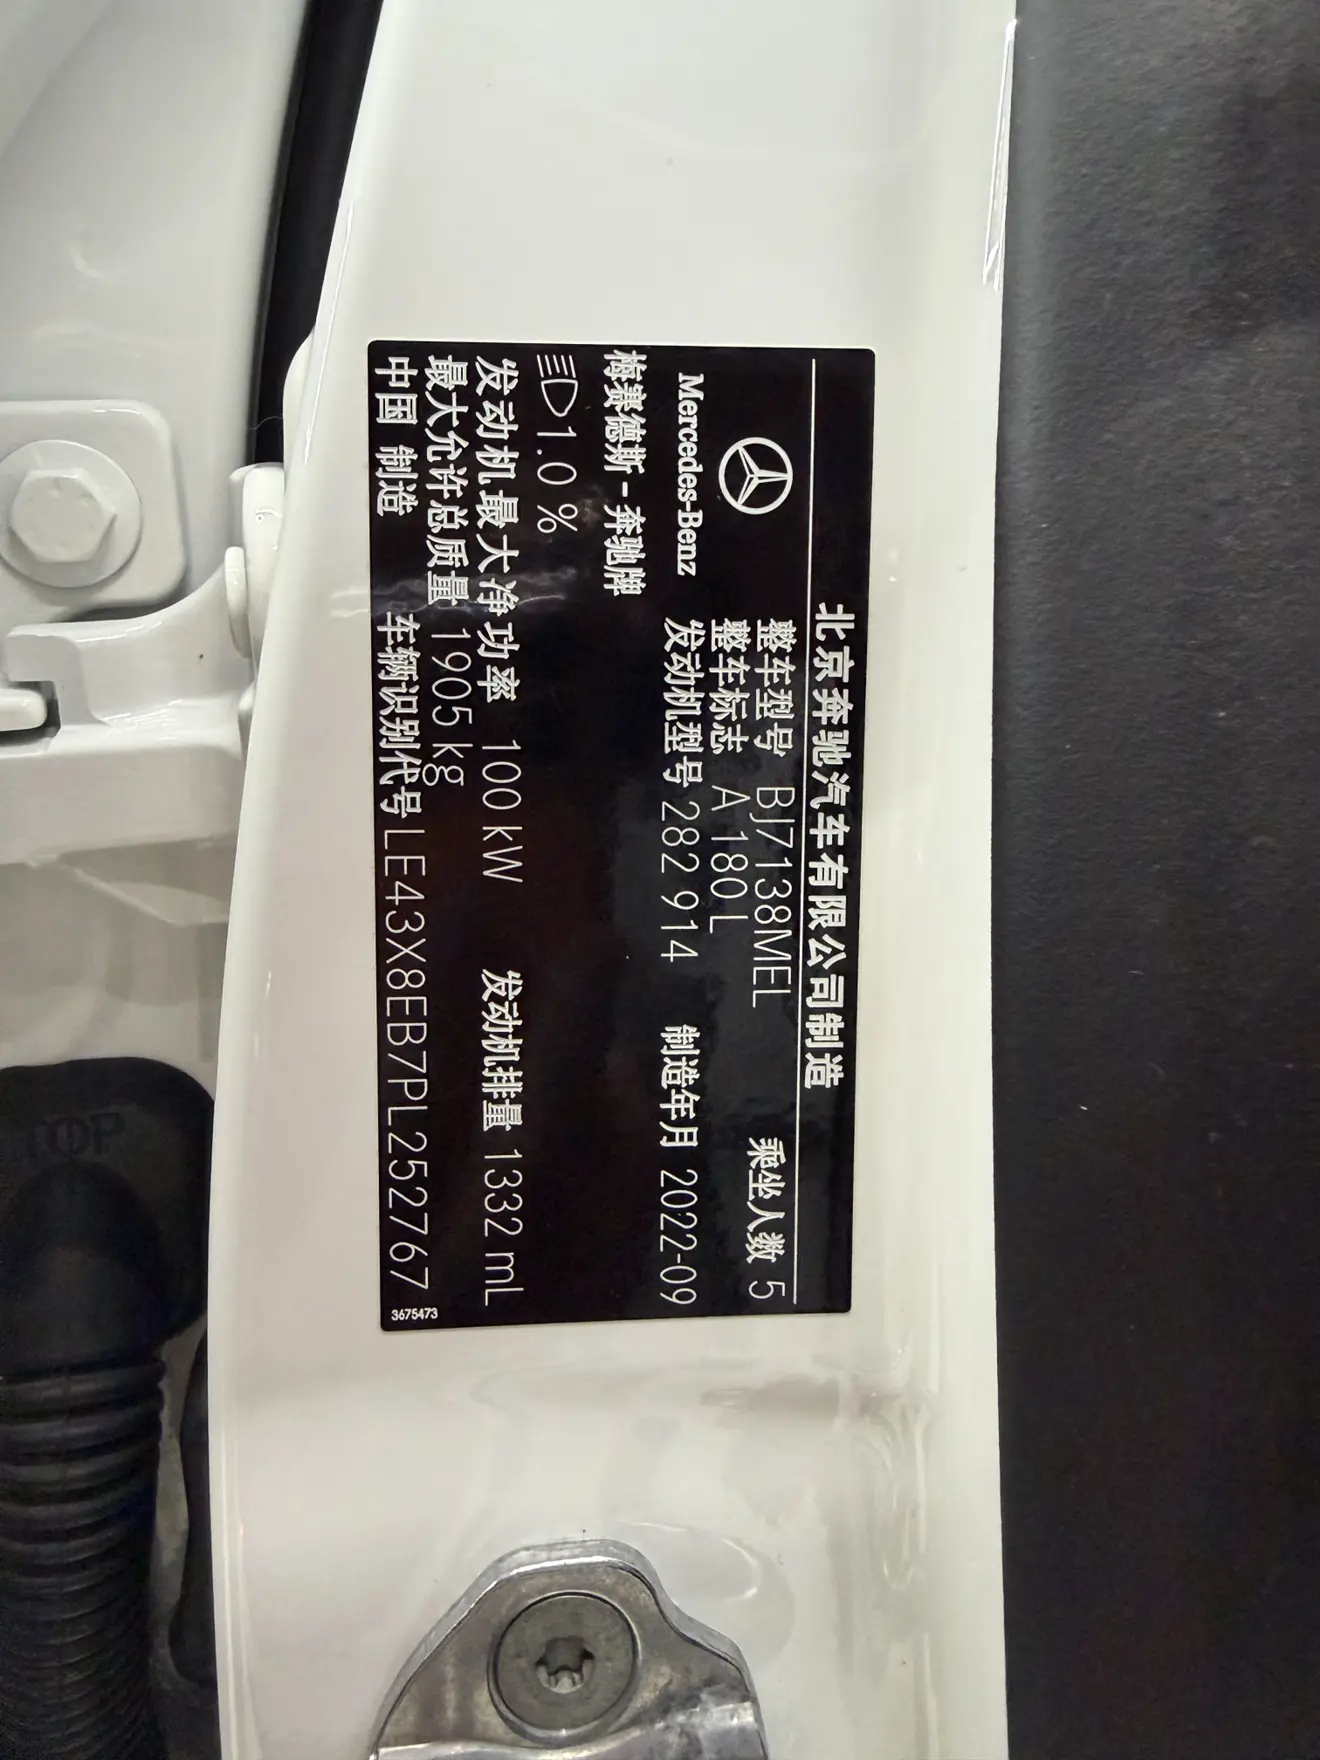 北京奔驰汽车有限公司制造
整车型号 BJ7138MEL 乘坐人数 5
整车标志 A 180 L
Mercedes-Benz 发动机型号 282 914 制造年月 2022-09
梅赛德斯-奔驰牌
1.0 %
发动机最大净功率 100 kW 发动机排量 1332 mL
最大允许总质量 1905 kg
中国 制造 车辆识别代号 LE43X8EB7PL252767
3675473